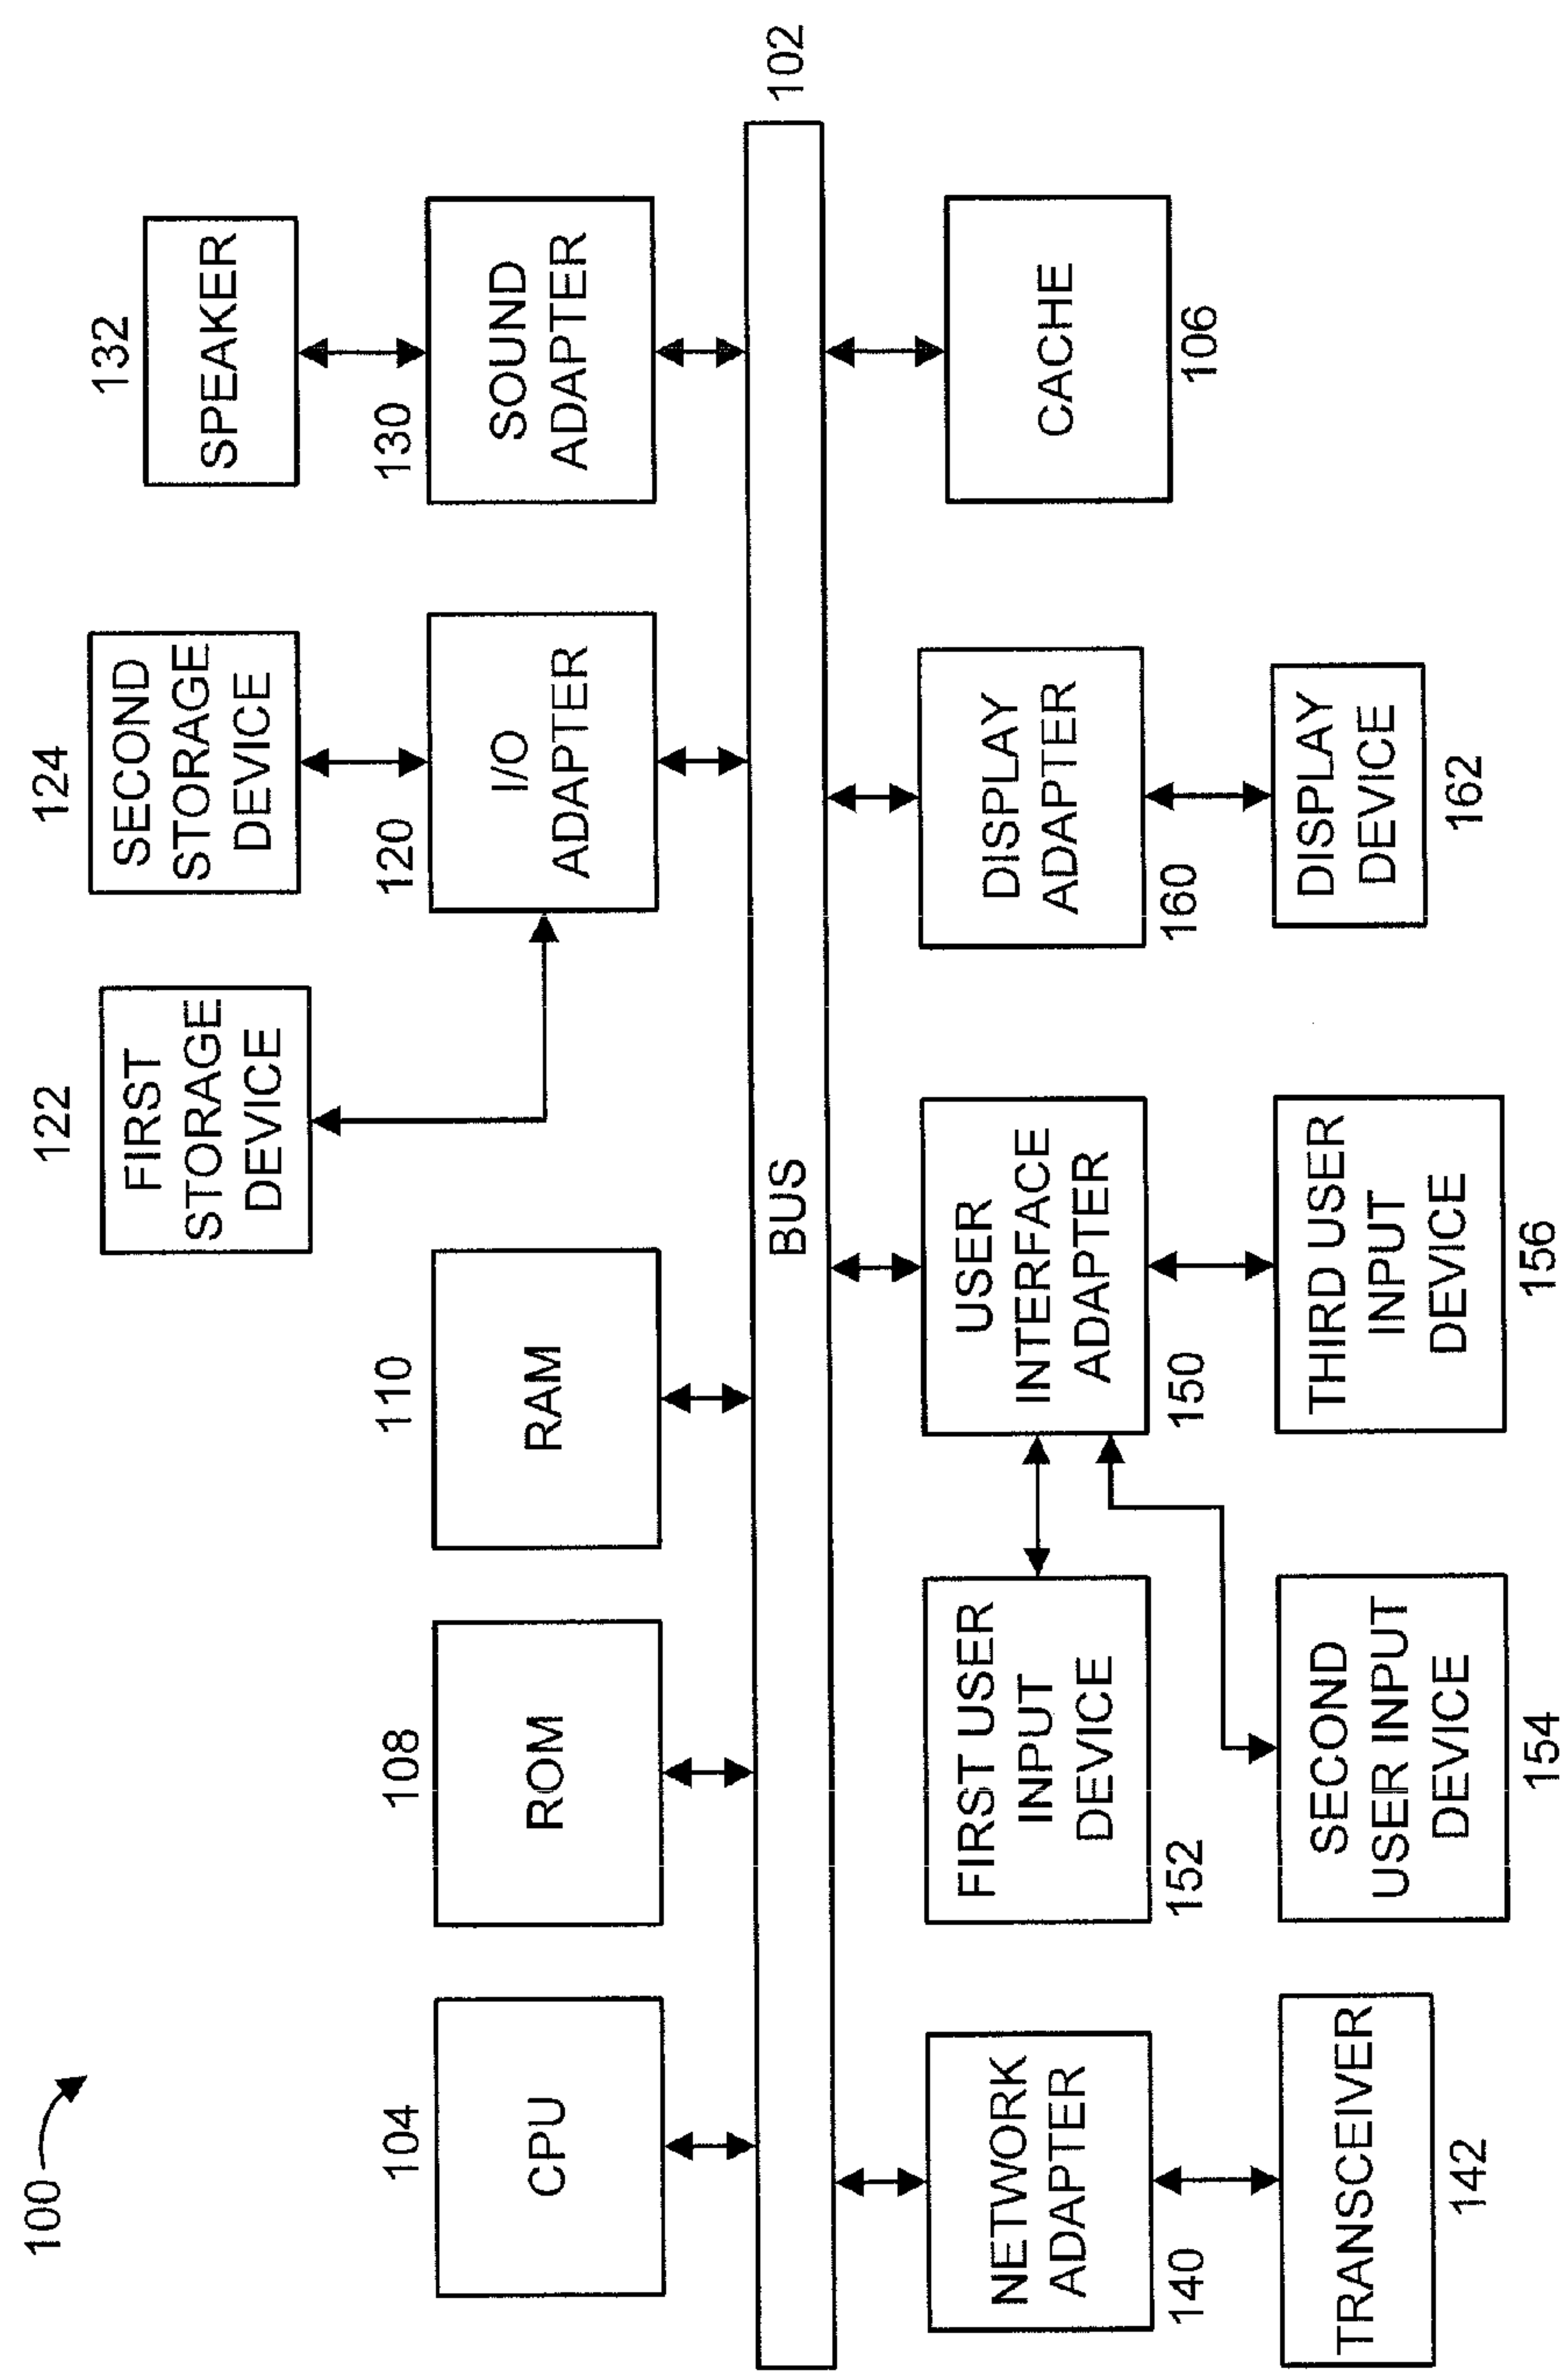 100
132
SPEAKER
124
SECOND
STORAGE
DEVICE
122
FIRST
STORAGE
DEVICE
104
CPU
108
ROM
110
RAM
120
I/O
ADAPTER
130
SOUND
ADAPTER
BUS
102
NETWORK
ADAPTER
140
FIRST USER
INPUT
DEVICE
152
USER
INTERFACE
ADAPTER
150
DISPLAY
ADAPTER
160
CACHE
106
TRANSCEIVER
142
SECOND
USER INPUT
DEVICE
154
THIRD USER
INPUT
DEVICE
156
DISPLAY
DEVICE
162